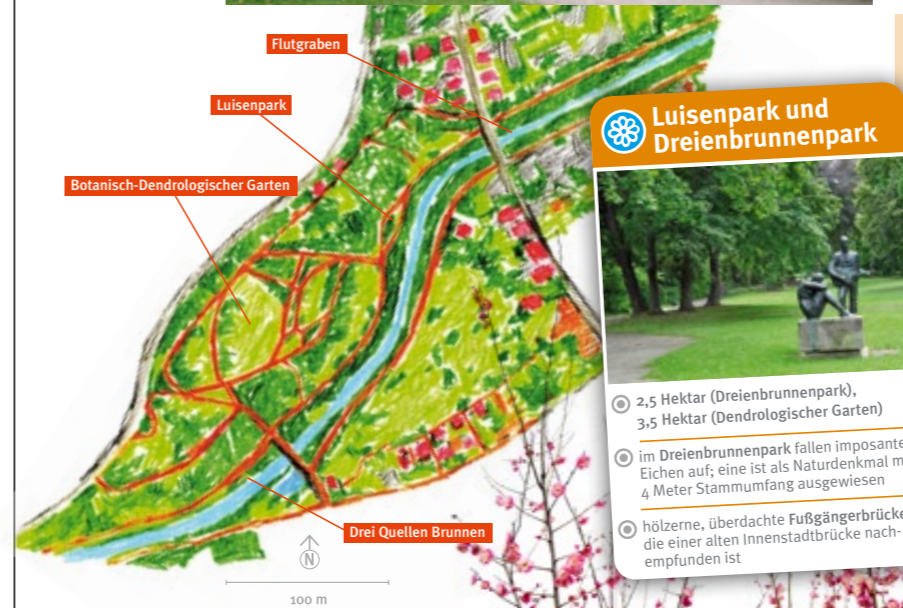 Flutgraben
Luisenpark
Botanisch-Dendrologischer Garten
Drei Quellen Brunnen
N
100 m
Luisenpark und
Dreienbrunnenpark
2,5 Hektar (Dreienbrunnenpark),
3,5 Hektar (Dendrologischer Garten)
im Dreienbrunnenpark fallen imposante
Eichen auf; eine ist als Naturdenkmal m
4 Meter Stammumfang ausgewiesen
hölzerne, überdachte Fußgängerbrücke
die einer alten Innenstadtbrücke nach-
empfunden ist